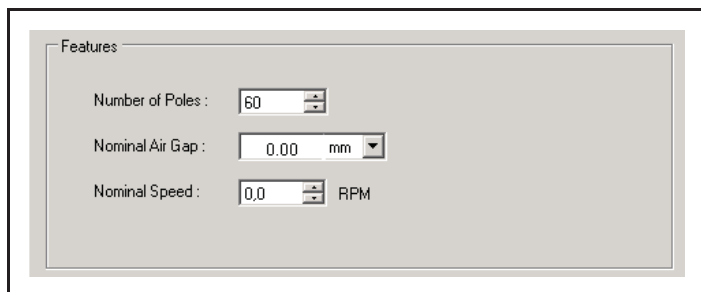 Features
Number of Poles : 60
Nominal Air Gap : 0.00 mm
Nominal Speed : 0,0 RPM